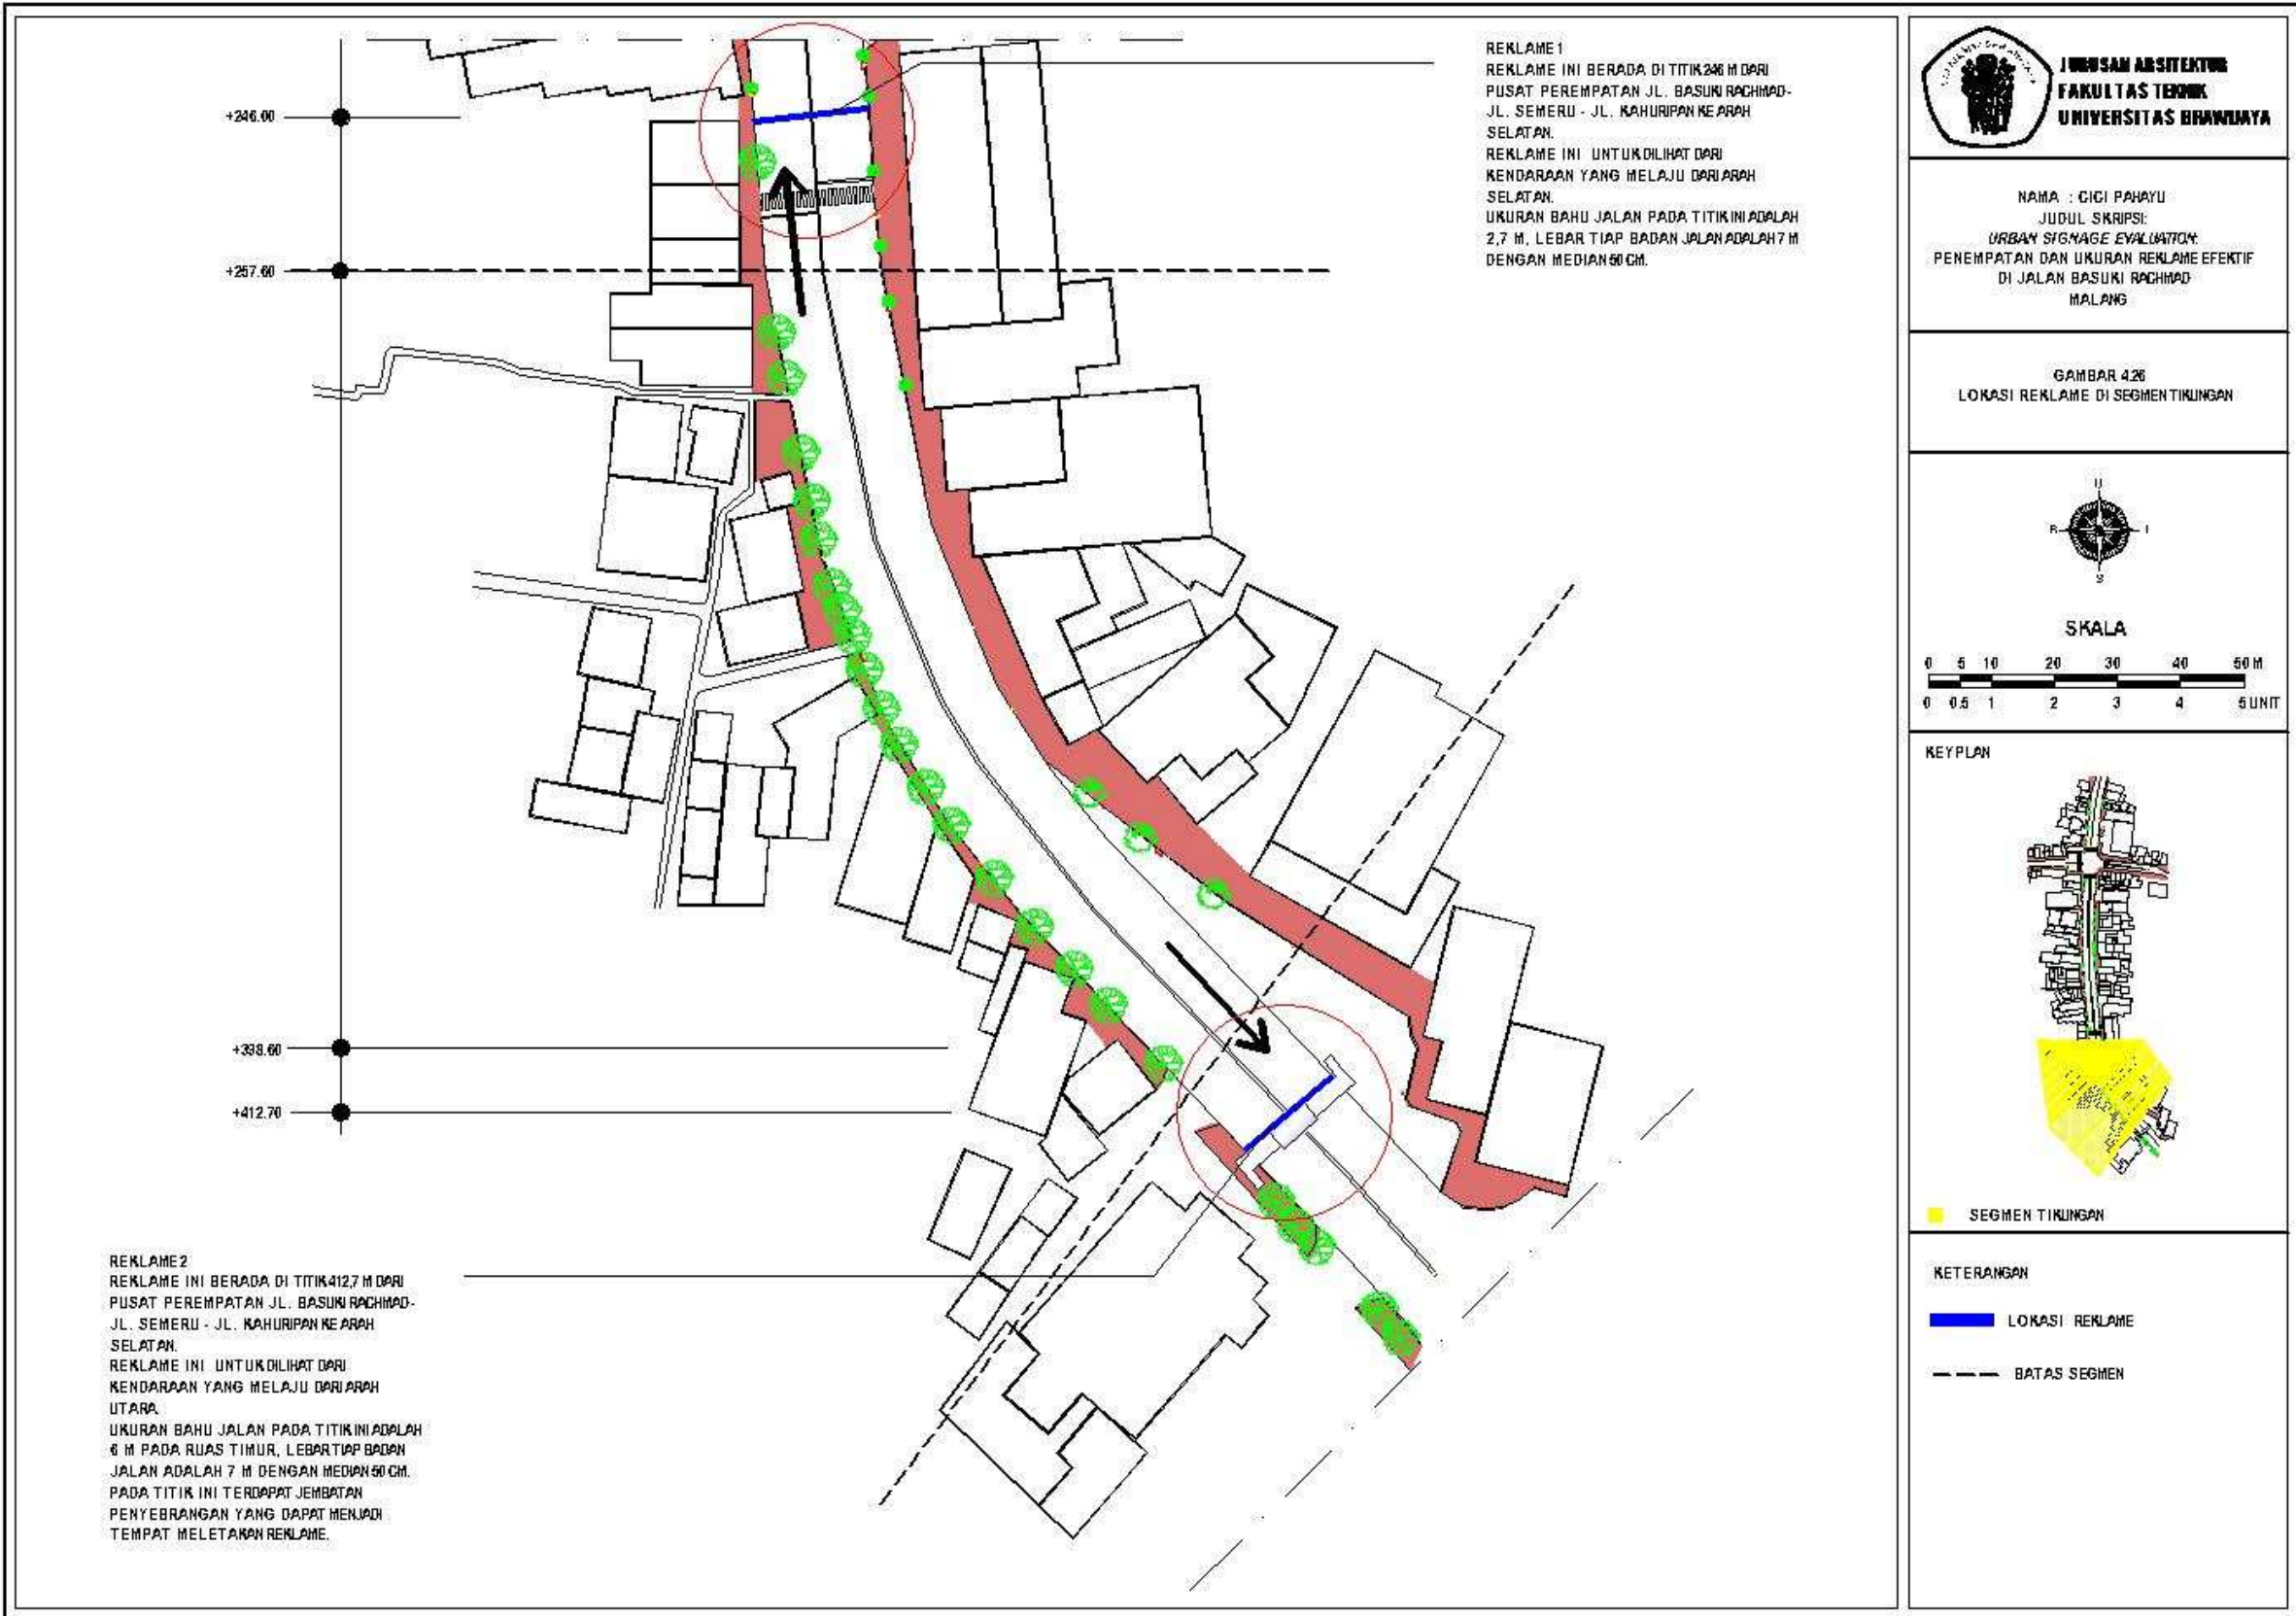 +246.00
+257.60
+398.60
+412.70
REKLAME 1
REKLAME INI BERADA DI TITIK 246 M DARI
PUSAT PEREMPATAN JL. BASUKI RACHMAD-
JL. SEMERU - JL. KAHURIPAN KE ARAH
SELATAN.
REKLAME INI UNTUK DILIHAT DARI
KENDARAAN YANG MELAJU DARI ARAH
SELATAN.
UKURAN BAHU JALAN PADA TITIK INI ADALAH
2,7 M, LEBAR TIAP BADAN JALAN ADALAH 7 M
DENGAN MEDIAN 50 CM.
REKLAME 2
REKLAME INI BERADA DI TITIK 412,7 M DARI
PUSAT PEREMPATAN JL. BASUKI RACHMAD-
JL. SEMERU - JL. KAHURIPAN KE ARAH
SELATAN.
REKLAME INI UNTUK DILIHAT DARI
KENDARAAN YANG MELAJU DARI ARAH
UTARA.
UKURAN BAHU JALAN PADA TITIK INI ADALAH
6 M PADA RUAS TIMUR, LEBAR TIAP BADAN
JALAN ADALAH 7 M DENGAN MEDIAN 50 CM.
PADA TITIK INI TERDAPAT JEMBATAN
PENYEBRANGAN YANG DAPAT MENJADI
TEMPAT MELETAKAN REKLAME.
JURUSAN ARSITEKTUR
FAKULTAS TEKNIK
UNIVERSITAS BRAWIJAYA
NAMA : CICI PAHAYU
JUDUL SKRIPSI:
URBAN SIGNAGE EVALUATION:
PENEMPATAN DAN UKURAN REKLAME EFEKTIF
DI JALAN BASUKI RACHMAD
MALANG
GAMBAR 4.26
LOKASI REKLAME DI SEGMEN TIKUNGAN
U
B T
S
SKALA
0 5 10 20 30 40 50 M
0 0.5 1 2 3 4 5 UNIT
KEYPLAN
SEGMEN TIKUNGAN
KETERANGAN
LOKASI REKLAME
BATAS SEGMEN